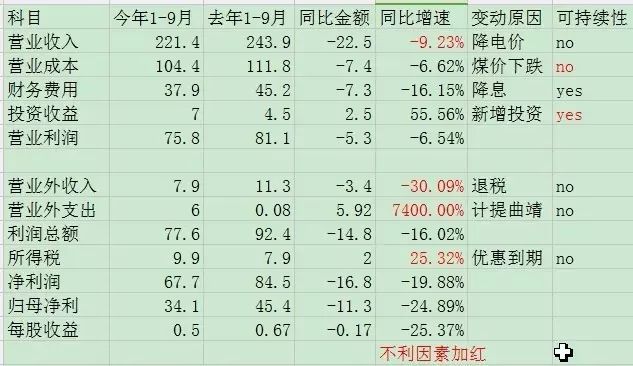 科目 今年1-9月 去年1-9月 同比金额 同比增速 变动原因 可持续性
营业收入 221.4 243.9 -22.5 -9.23% 降电价 no
营业成本 104.4 111.8 -7.4 -6.62% 煤价下跌 no
财务费用 37.9 45.2 -7.3 -16.15% 降息 yes
投资收益 7 4.5 2.5 55.56% 新增投资 yes
营业利润 75.8 81.1 -5.3 -6.54%
营业外收入 7.9 11.3 -3.4 -30.09% 退税 no
营业外支出 6 0.08 5.92 7400.00% 计提曲靖 no
利润总额 77.6 92.4 -14.8 -16.02%
所得税 9.9 7.9 2 25.32% 优惠到期 no
净利润 67.7 84.5 -16.8 -19.88%
归母净利 34.1 45.4 -11.3 -24.89%
每股收益 0.5 0.67 -0.17 -25.37%
不利因素加红